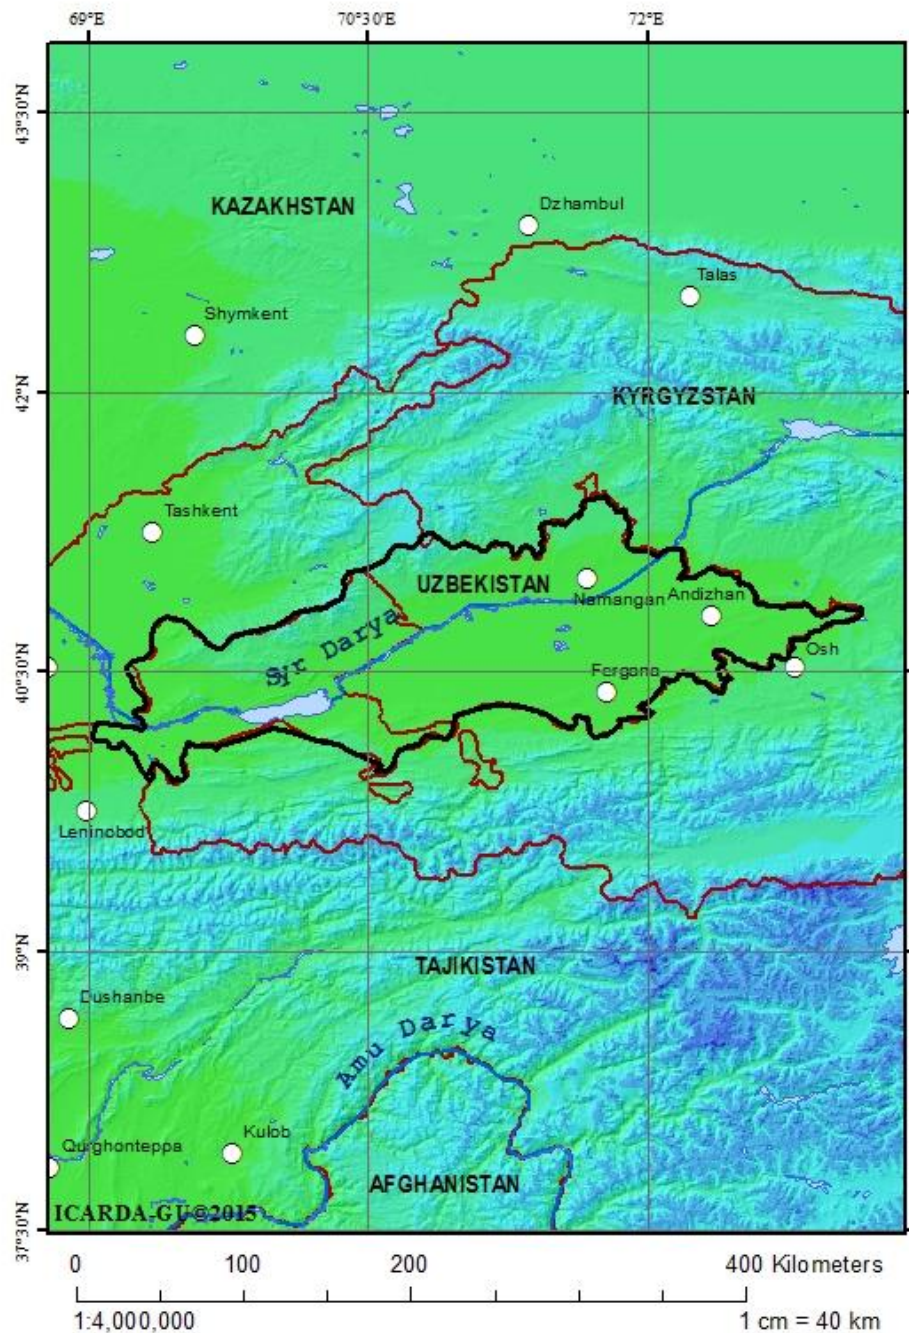 69°E 70°30'E 72°E
43°30'N
KAZAKHSTAN
Dzhambul
Talas
Shymkent
42°N
KYRGYZSTAN
Tashkent
UZBEKISTAN
Namangan
Andizhan
Syr Darya
Fergana
Osh
40°30'N
Leninobod
39°N
TAJIKISTAN
Dushanbe
Amu Darya
Qurghonteppa
Kulob
AFGHANISTAN
ICARDA-GU©2015
37°30'N
0 100 200 400 Kilometers
1:4,000,000 1 cm = 40 km